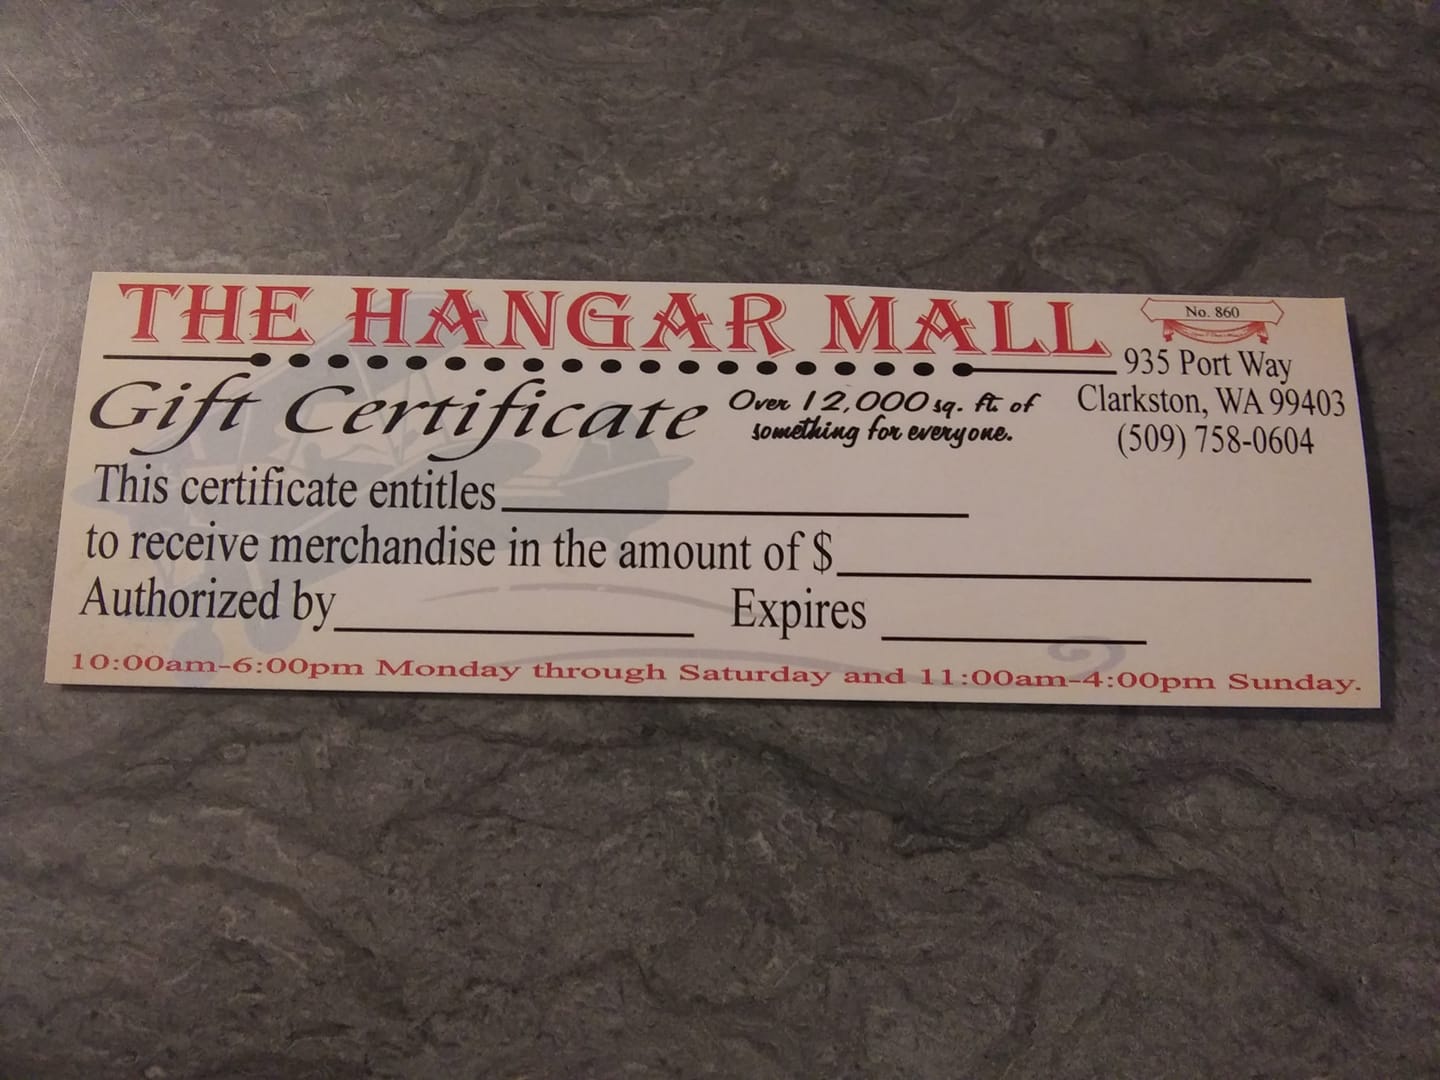 THE HANGAR MALL
No. 860
935 Port Way
Gift Certificate
Over 12,000 sq. ft. of
something for everyone.
Clarkston, WA 99403
(509) 758-0604
This certificate entitles
to receive merchandise in the amount of $
Authorized by
Expires
10:00am-6:00pm Monday through Saturday and 11:00am-4:00pm Sunday.